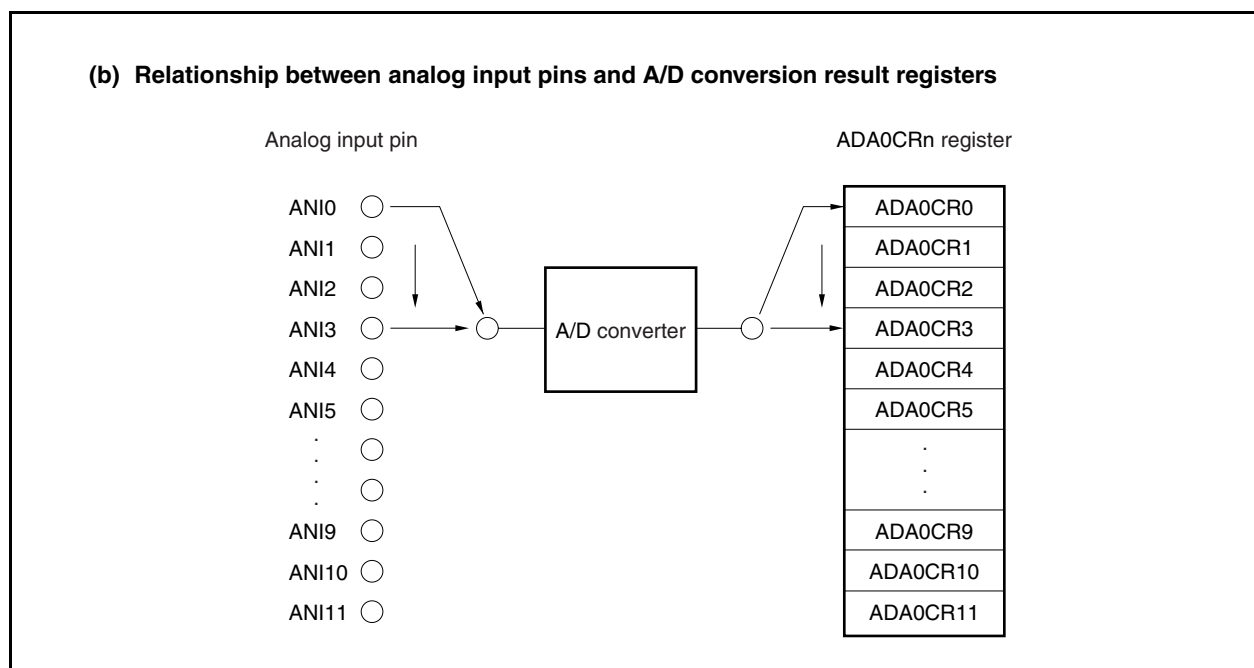 (b) Relationship between analog input pins and A/D conversion result registers
Analog input pin
ADA0CRn register
ANI0
ADA0CR0
ANI1
ADA0CR1
ANI2
ADA0CR2
ANI3
A/D converter
ADA0CR3
ANI4
ADA0CR4
ANI5
ADA0CR5
.
.
.
.
.
.
.
ANI9
ADA0CR9
ANI10
ADA0CR10
ANI11
ADA0CR11